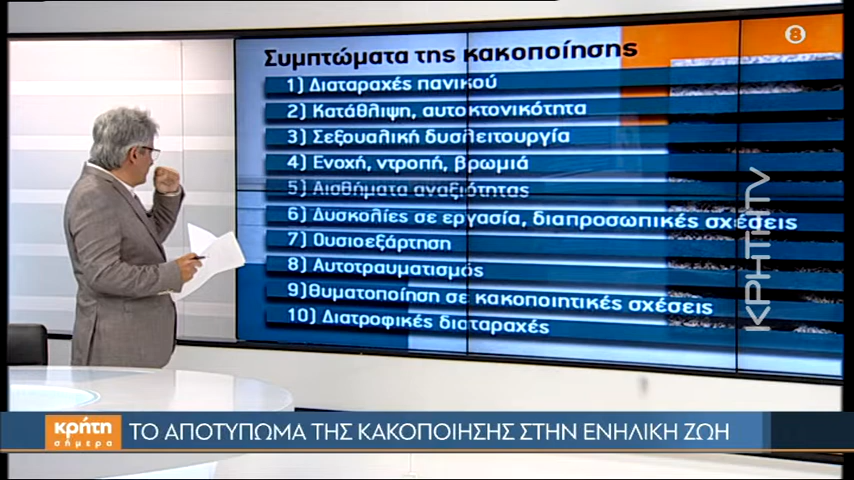 Συμπτώματα της κακοποίησης
1) Διαταραχές πανικού
2) Κατάθλιψη, αυτοκτονικότητα
3) Σεξουαλική δυσλειτουργία
4) Ενοχή, ντροπή, βρωμιά
5) Αισθήματα αναξιότητας
6) Δυσκολίες σε εργασία, διαπροσωπικές σχέσεις
7) Ουσιοεξάρτηση
8) Αυτοτραυματισμός
9)θυματοποίηση σε κακοποιητικές σχέσεις
10) Διατροφικές διαταραχές
8
ΚΡΗΤΗ TV
κρήτη
σήμερα
ΤΟ ΑΠΟΤΥΠΩΜΑ ΤΗΣ ΚΑΚΟΠΟΙΗΣΗΣ ΣΤΗΝ ΕΝΗΛΙΚΗ ΖΩΗ